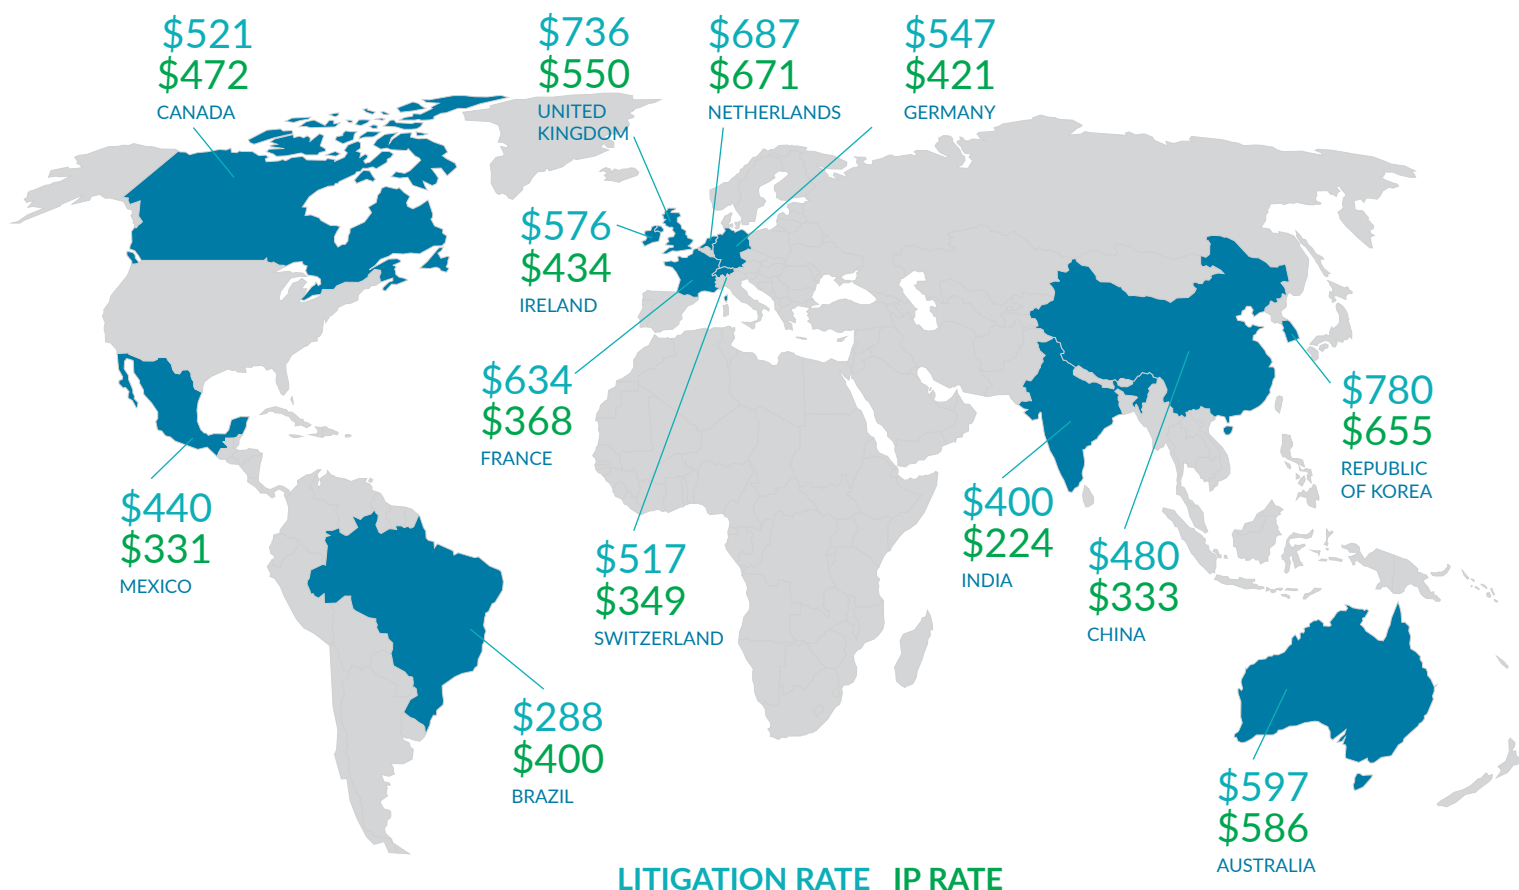 $521
$472
CANADA
$736
$550
UNITED
KINGDOM
$687
$671
NETHERLANDS
$547
$421
GERMANY
$576
$434
IRELAND
$634
$368
FRANCE
$780
$655
REPUBLIC
OF KOREA
$440
$331
MEXICO
$517
$349
SWITZERLAND
$400
$224
INDIA
$480
$333
CHINA
$288
$400
BRAZIL
$597
$586
AUSTRALIA
LITIGATION RATE IP RATE